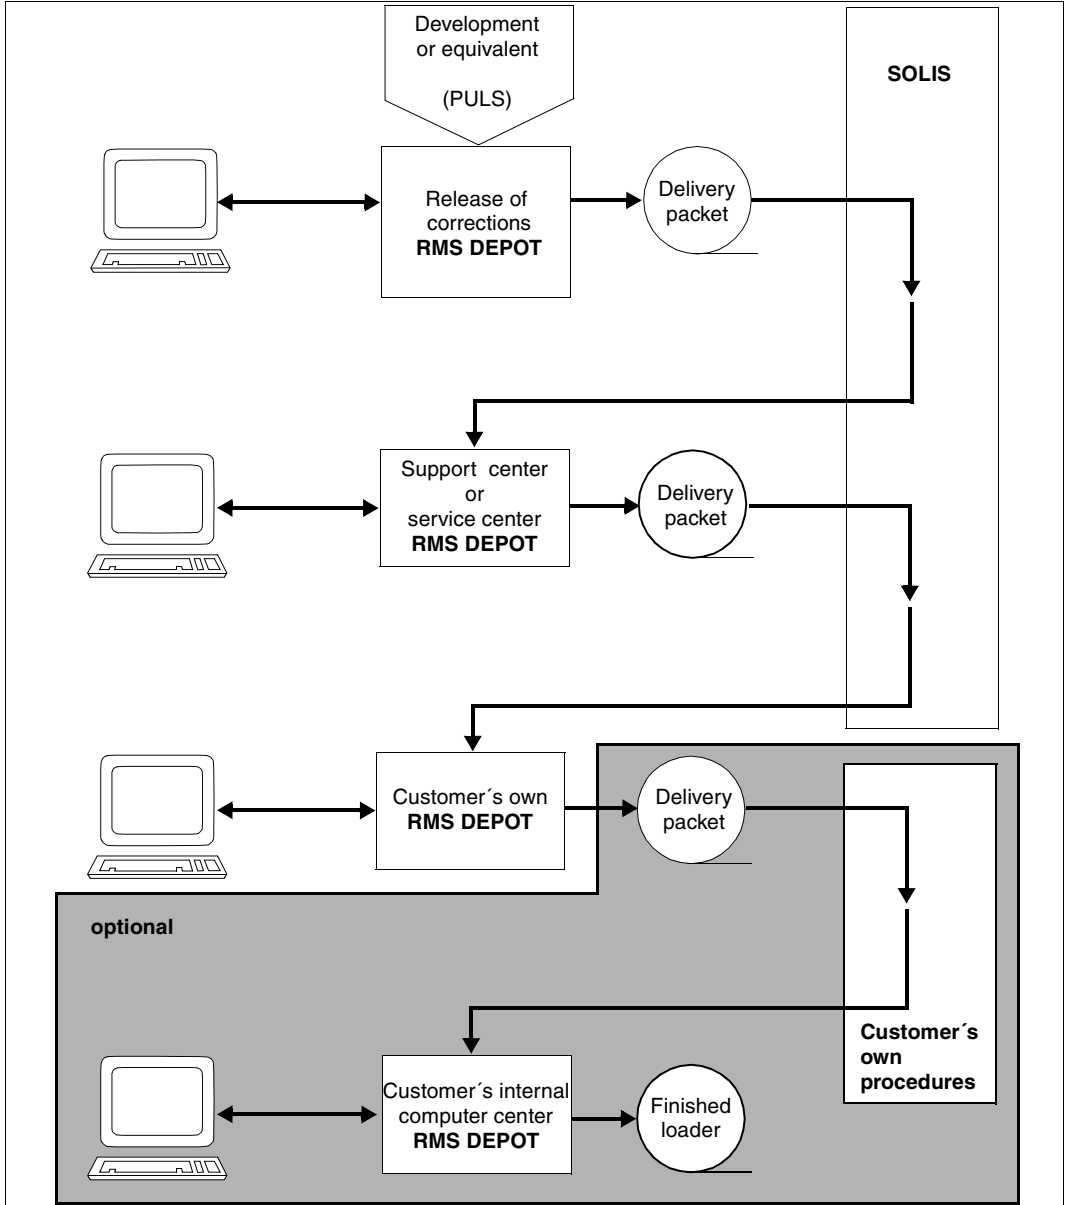 Development
or equivalent
(PULS)
SOLIS
Release of
corrections
RMS DEPOT
Delivery
packet
Support center
or
service center
RMS DEPOT
Delivery
packet
Customer´s own
RMS DEPOT
Delivery
packet
optional
Customer´s
own
procedures
Customer´s internal
computer center
RMS DEPOT
Finished
loader